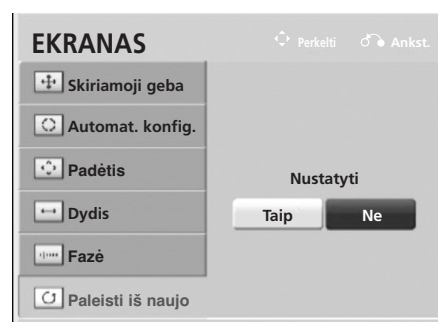 EKRANAS
Perkelti Ankst.
Skiriamoji geba
Automat. konfig.
Padėtis
Dydis
Fazė
Paleisti iš naujo
Nustatyti
Taip Ne